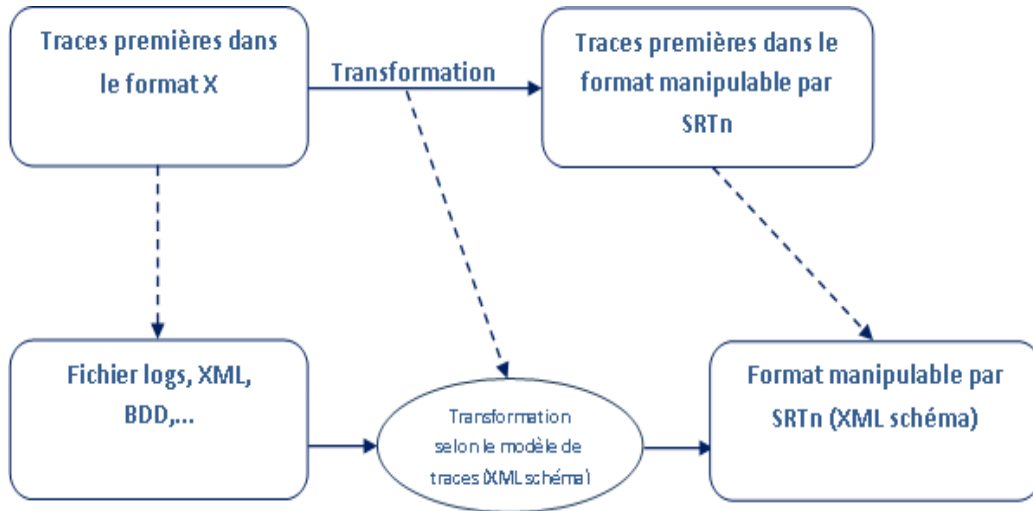 Traces premières dans
le format X
Transformation
Traces premières dans le
format manipulable par
SRTn
Fichier logs, XML,
BDD,...
Transformation
selon le modèle de
traces (XML schéma)
Format manipulable par
SRTn (XML schéma)